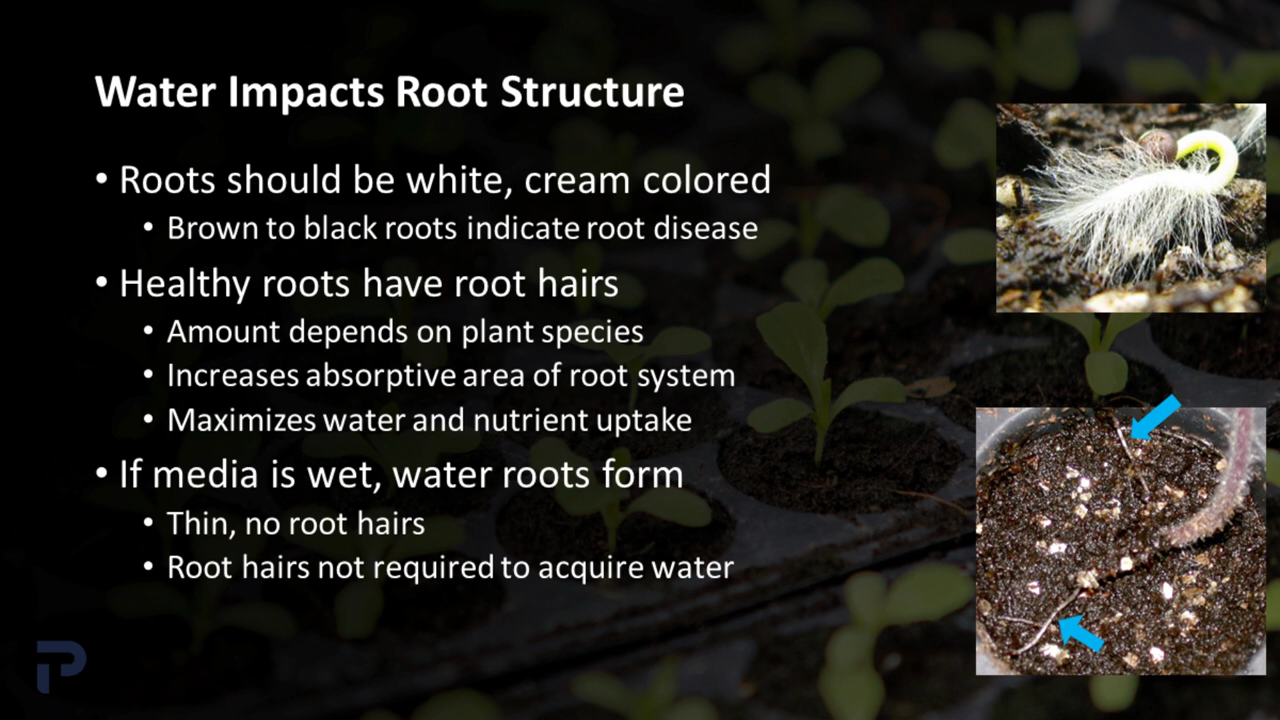 Water Impacts Root Structure
• Roots should be white, cream colored
• Brown to black roots indicate root disease
• Healthy roots have root hairs
• Amount depends on plant species
• Increases absorptive area of root system
• Maximizes water and nutrient uptake
• If media is wet, water roots form
• Thin, no root hairs
• Root hairs not required to acquire water